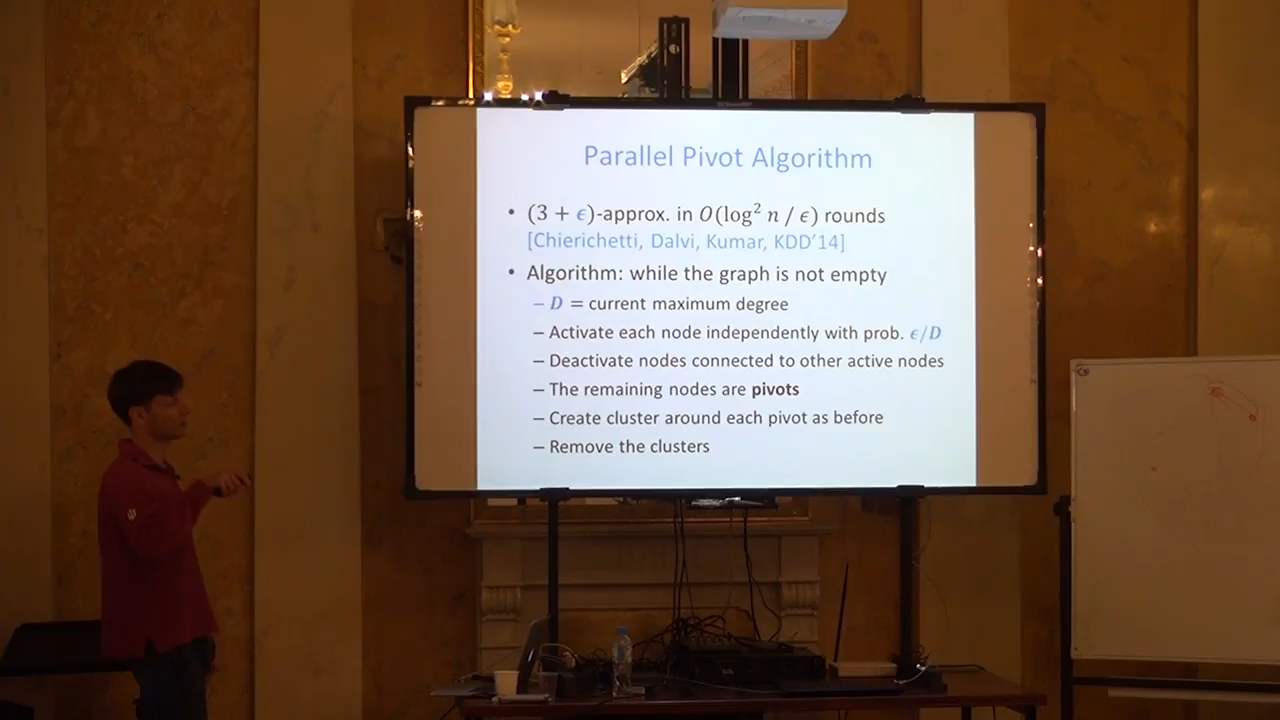 Parallel Pivot Algorithm
• (3 + ϵ)-approx. in O(log² n / ϵ) rounds
[Chierichetti, Dalvi, Kumar, KDD'14]
• Algorithm: while the graph is not empty
– D = current maximum degree
– Activate each node independently with prob. ϵ/D
– Deactivate nodes connected to other active nodes
– The remaining nodes are pivots
– Create cluster around each pivot as before
– Remove the clusters